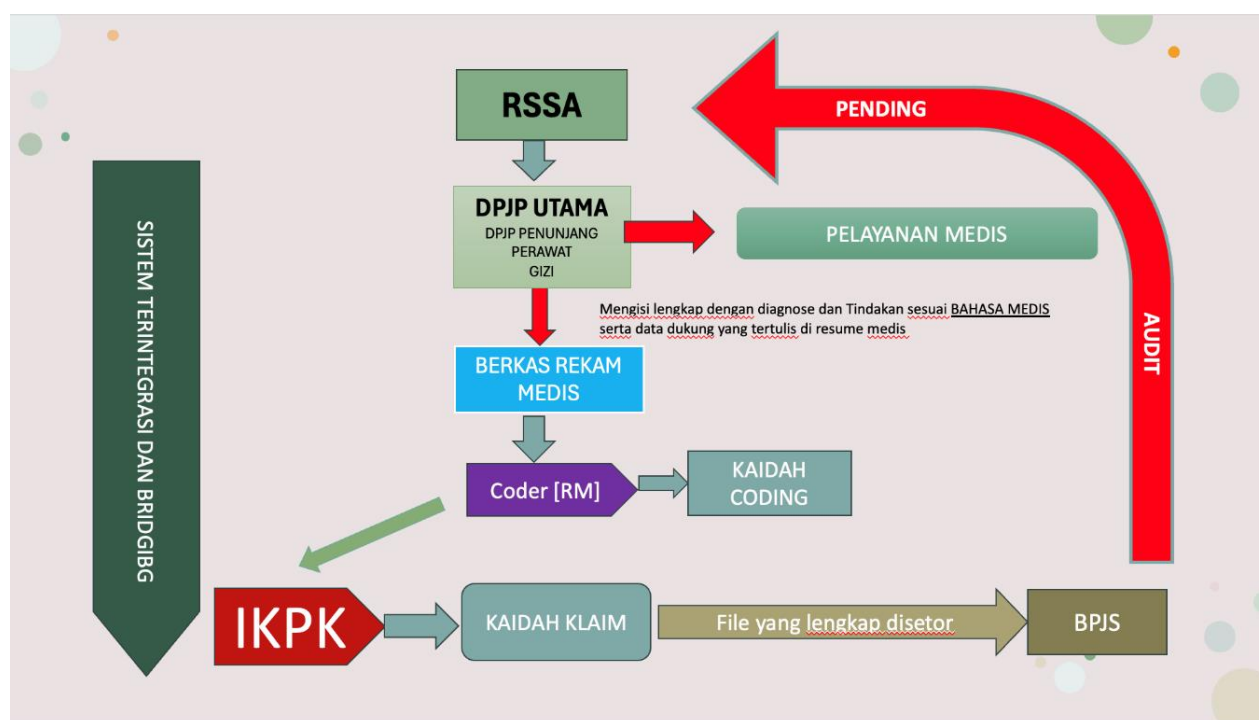 RSSA
PENDING
DPJP UTAMA
DPJP PENUNJANG
PERAWAT
GIZI
PELAYANAN MEDIS
Mengisi lengkap dengan diagnose dan Tindakan sesuai BAHASA MEDIS
serta data dukung yang tertulis di resume medis
AUDIT
SISTEM TERINTEGRASI DAN BRIDGIBG
BERKAS REKAM
MEDIS
Coder [RM]
KAIDAH
CODING
IKPK
KAIDAH KLAIM
File yang lengkap disetor
BPJS